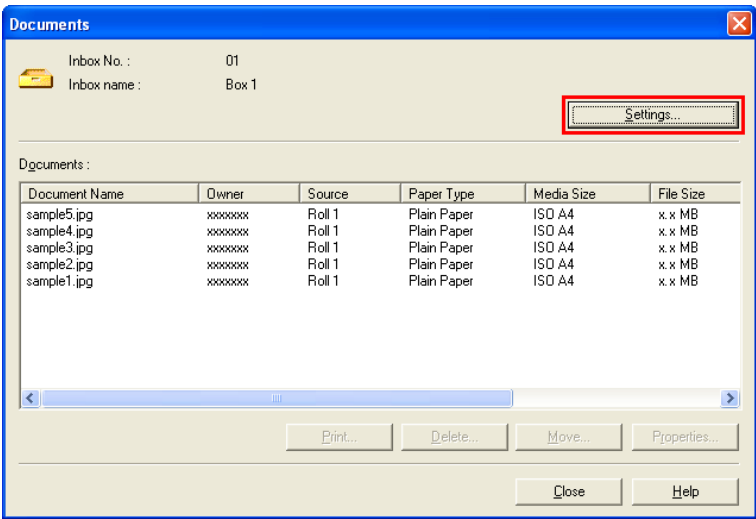 Documents
Inbox No. : 01
Inbox name : Box 1
Settings...
Documents :
Document Name Owner Source Paper Type Media Size File Size
sample5.jpg xxxxxxx Roll 1 Plain Paper ISO A4 x.x MB
sample4.jpg xxxxxxx Roll 1 Plain Paper ISO A4 x.x MB
sample3.jpg xxxxxxx Roll 1 Plain Paper ISO A4 x.x MB
sample2.jpg xxxxxxx Roll 1 Plain Paper ISO A4 x.x MB
sample1.jpg xxxxxxx Roll 1 Plain Paper ISO A4 x.x MB
Print... Delete... Move... Properties...
Close Help